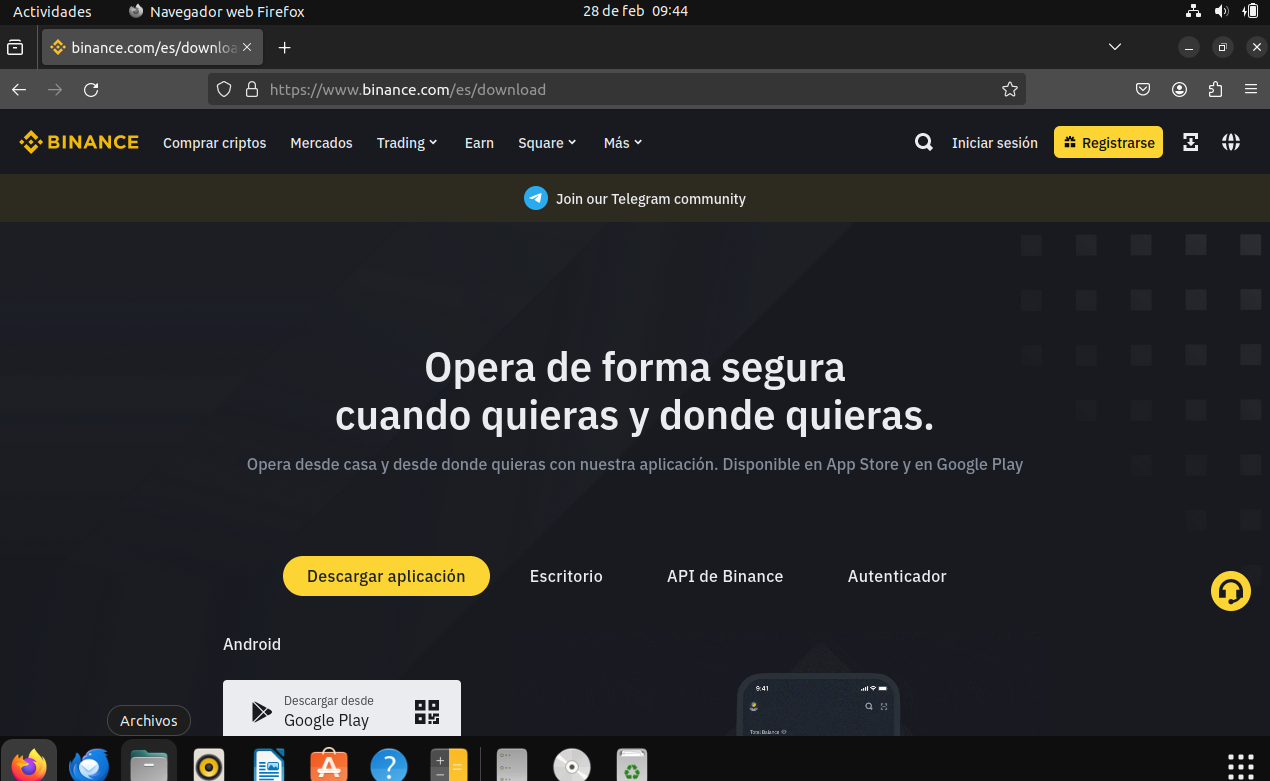 Actividades
Navegador web Firefox
28 de feb 09:44
binance.com/es/downloa
https://www.binance.com/es/download
BINANCE
Comprar criptos
Mercados
Trading
Earn
Square
Más
Iniciar sesión
Registrarse
Join our Telegram community
Opera de forma segura
cuando quieras y donde quieras.
Opera desde casa y desde donde quieras con nuestra aplicación. Disponible en App Store y en Google Play
Descargar aplicación
Escritorio
API de Binance
Autenticador
Android
Descargar desde
Google Play
9:41
Total Balance
Archivos